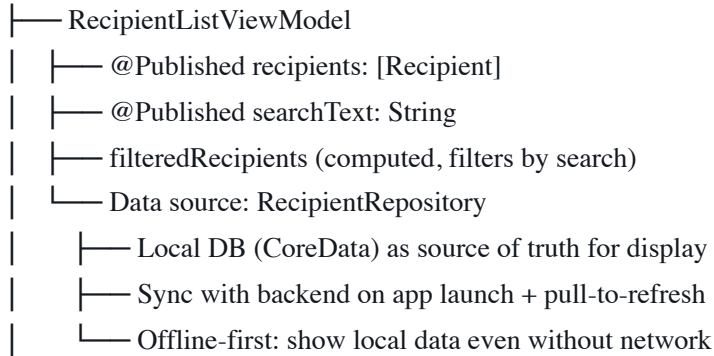 ├── RecipientListViewModel
│   ├── @Published recipients: [Recipient]
│   ├── @Published searchText: String
│   ├── filteredRecipients (computed, filters by search)
│   └── Data source: RecipientRepository
│       ├── Local DB (CoreData) as source of truth for display
│       ├── Sync with backend on app launch + pull-to-refresh
│       └── Offline-first: show local data even without network